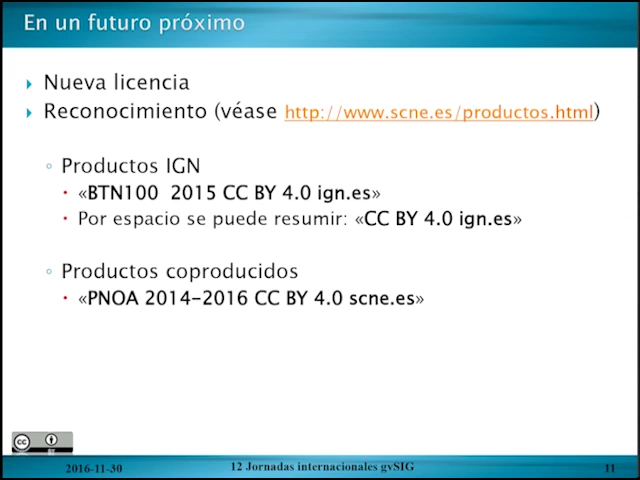 En un futuro próximo
Nueva licencia
Reconocimiento (véase http://www.scne.es/productos.html)
Productos IGN
«BTN100 2015 CC BY 4.0 ign.es»
Por espacio se puede resumir: «CC BY 4.0 ign.es»
Productos coproducidos
«PNOA 2014-2016 CC BY 4.0 scne.es»
cc
2016-11-30
12 Jornadas internacionales gvSIG
11